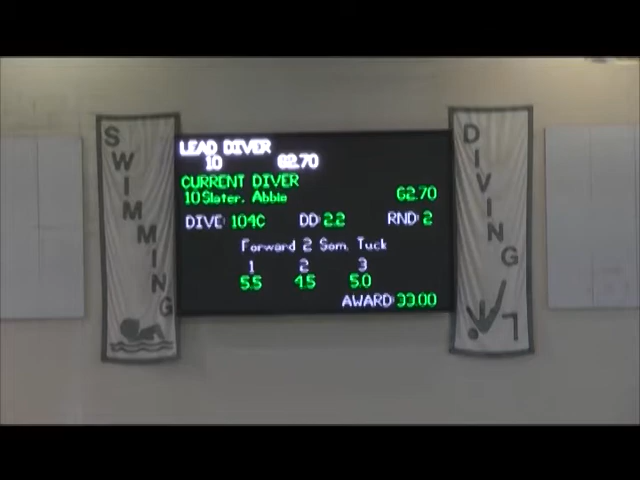 SWIMMING
LEAD DIVER
10 62.70
CURRENT DIVER
10 Slater, Abbie 62.70
DIVE: 104C DD: 2.2 RND: 2
Forward 2 Som. Tuck
1 2 3
5.5 4.5 5.0
AWARD: 33.00
DIVING